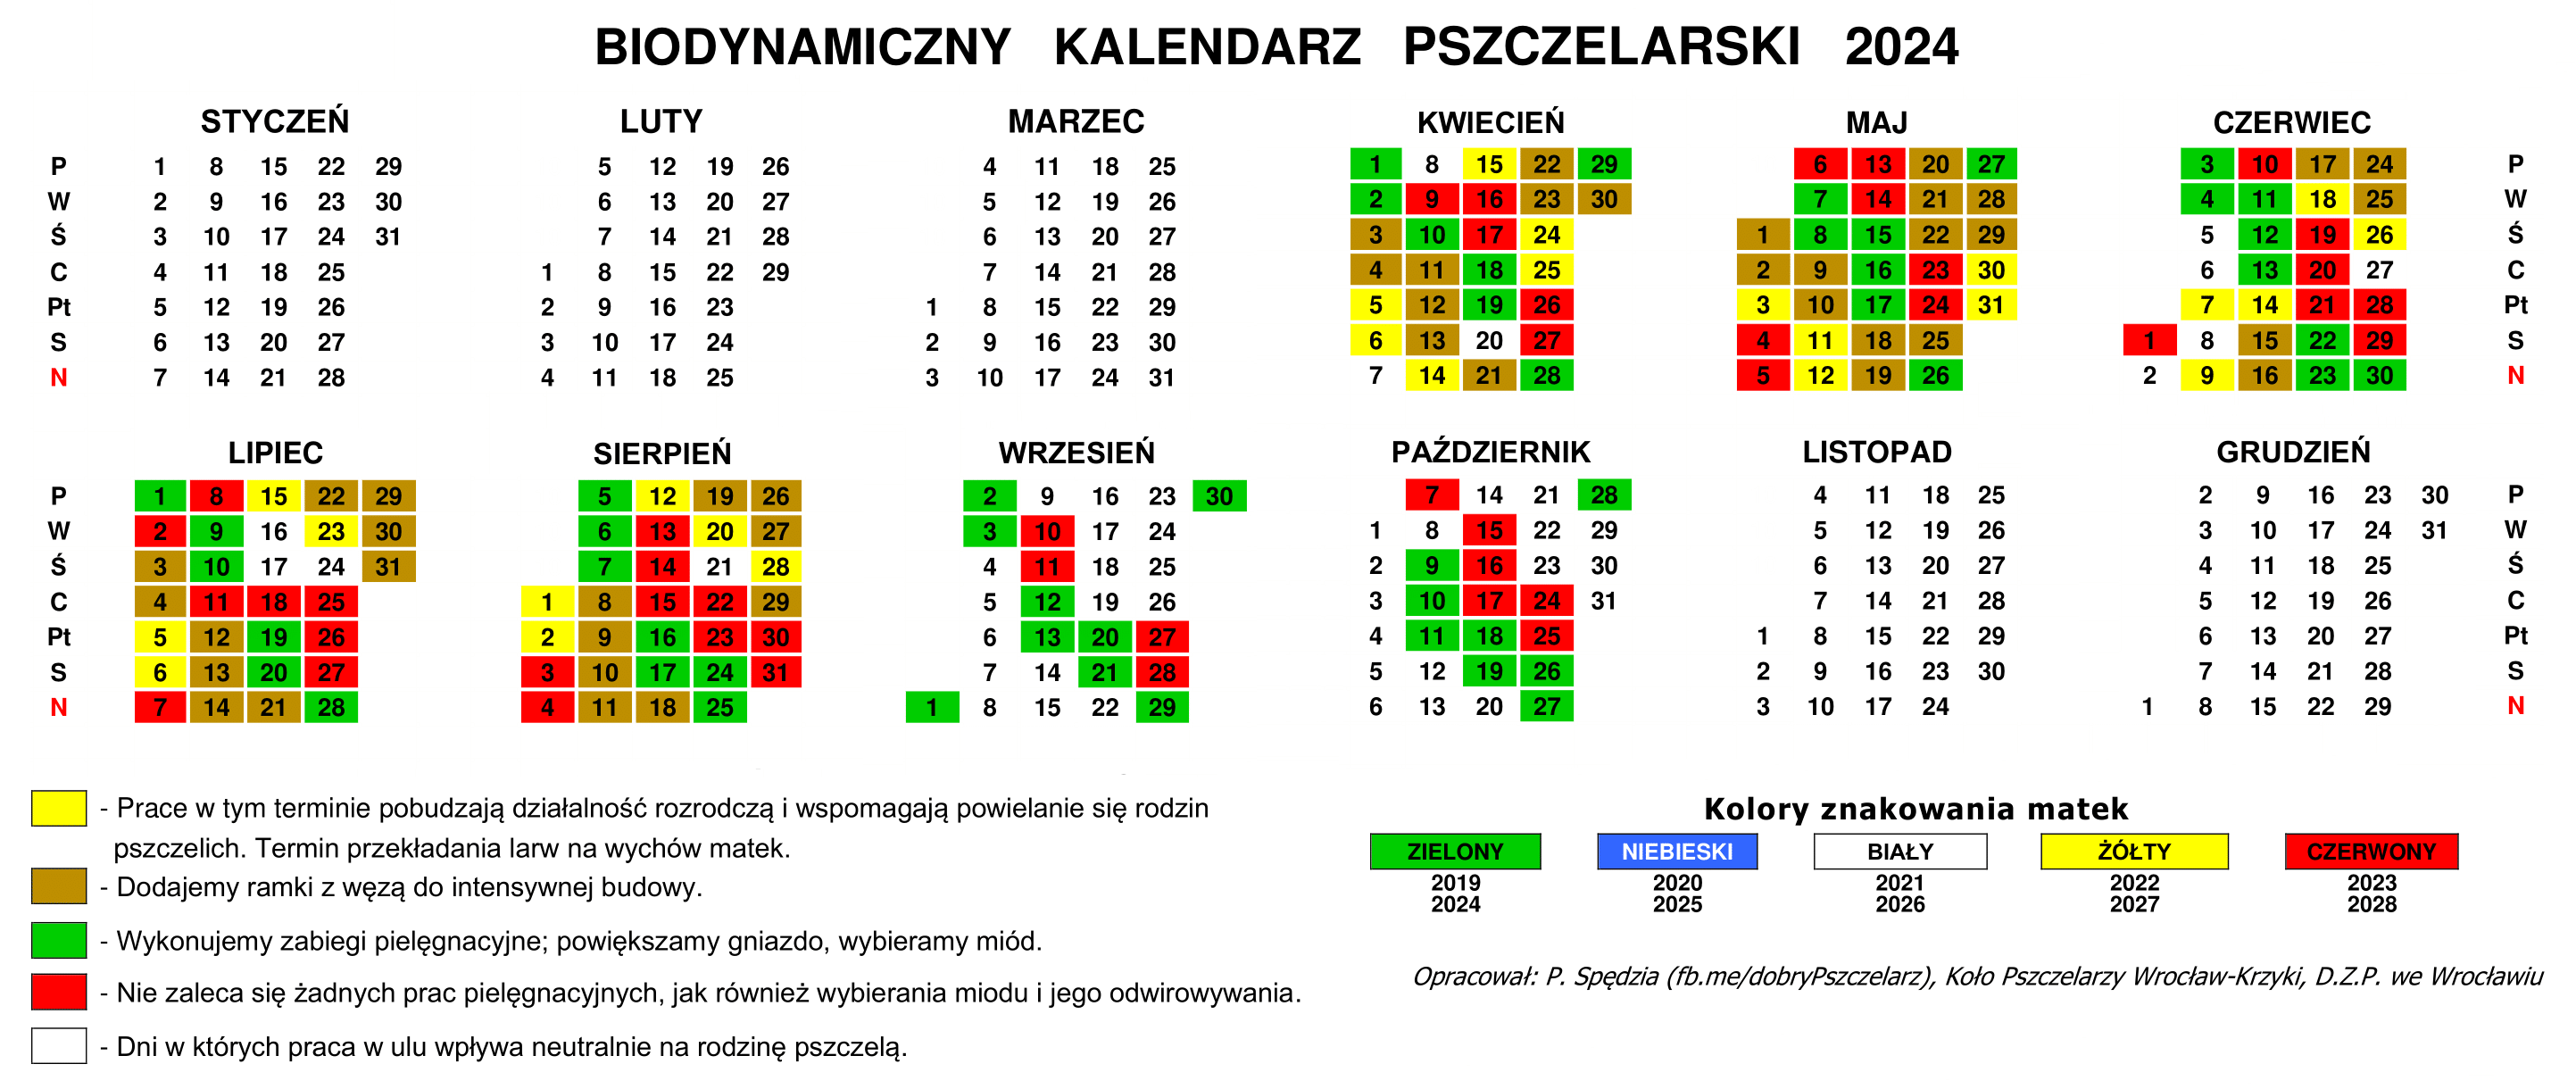 BIODYNAMICZNY KALENDARZ PSZCZELARSKI 2024
STYCZEŃ LUTY MARZEC KWIECIEŃ MAJ CZERWIEC
P 1 8 15 22 29 5 12 19 26 4 11 18 25 1 8 15 22 29 6 13 20 27 3 10 17 24 P
W 2 9 16 23 30 6 13 20 27 5 12 19 26 2 9 16 23 30 7 14 21 28 4 11 18 25 W
Ś 3 10 17 24 31 7 14 21 28 6 13 20 27 3 10 17 24 1 8 15 22 29 5 12 19 26 Ś
C 4 11 18 25 1 8 15 22 29 7 14 21 28 4 11 18 25 2 9 16 23 30 6 13 20 27 C
Pt 5 12 19 26 2 9 16 23 1 8 15 22 29 5 12 19 26 3 10 17 24 31 7 14 21 28 Pt
S 6 13 20 27 3 10 17 24 2 9 16 23 30 6 13 20 27 4 11 18 25 1 8 15 22 29 S
N 7 14 21 28 4 11 18 25 3 10 17 24 31 7 14 21 28 5 12 19 26 2 9 16 23 30 N
LIPIEC SIERPIEŃ WRZESIEŃ PAŹDZIERNIK LISTOPAD GRUDZIEŃ
P 1 8 15 22 29 5 12 19 26 2 9 16 23 30 7 14 21 28 4 11 18 25 2 9 16 23 30 P
W 2 9 16 23 30 6 13 20 27 3 10 17 24 1 8 15 22 29 5 12 19 26 3 10 17 24 31 W
Ś 3 10 17 24 31 7 14 21 28 4 11 18 25 2 9 16 23 30 6 13 20 27 4 11 18 25 Ś
C 4 11 18 25 1 8 15 22 29 5 12 19 26 3 10 17 24 31 7 14 21 28 5 12 19 26 C
Pt 5 12 19 26 2 9 16 23 30 6 13 20 27 4 11 18 25 1 8 15 22 29 6 13 20 27 Pt
S 6 13 20 27 3 10 17 24 31 7 14 21 28 5 12 19 26 2 9 16 23 30 7 14 21 28 S
N 7 14 21 28 4 11 18 25 1 8 15 22 29 6 13 20 27 3 10 17 24 1 8 15 22 29 N
- Prace w tym terminie pobudzają działalność rozrodczą i wspomagają powielanie się rodzin
pszczelich. Termin przekładania larw na wychów matek.
- Dodajemy ramki z węzą do intensywnej budowy.
- Wykonujemy zabiegi pielęgnacyjne; powiększamy gniazdo, wybieramy miód.
- Nie zaleca się żadnych prac pielęgnacyjnych, jak również wybierania miodu i jego odwirowywania.
- Dni w których praca w ulu wpływa neutralnie na rodzinę pszczelą.
Kolory znakowania matek
ZIELONY NIEBIESKI BIAŁY ŻÓŁTY CZERWONY
2019 2020 2021 2022 2023
2024 2025 2026 2027 2028
Opracował: P. Spędzia (fb.me/dobryPszczelarz), Koło Pszczelarzy Wrocław-Krzyki, D.Z.P. we Wrocławiu